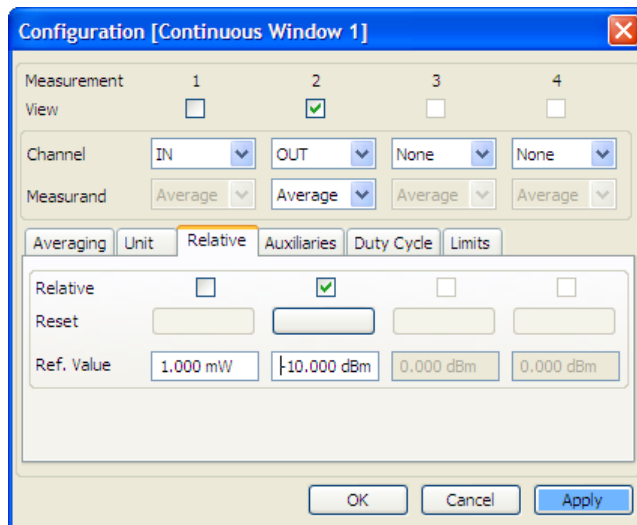 Configuration [Continuous Window 1]
Measurement 1 2 3 4
View
Channel IN OUT None None
Measurand Average Average Average Average
Averaging Unit Relative Auxiliaries Duty Cycle Limits
Relative
Reset
Ref. Value 1.000 mW -10.000 dBm 0.000 dBm 0.000 dBm
OK Cancel Apply